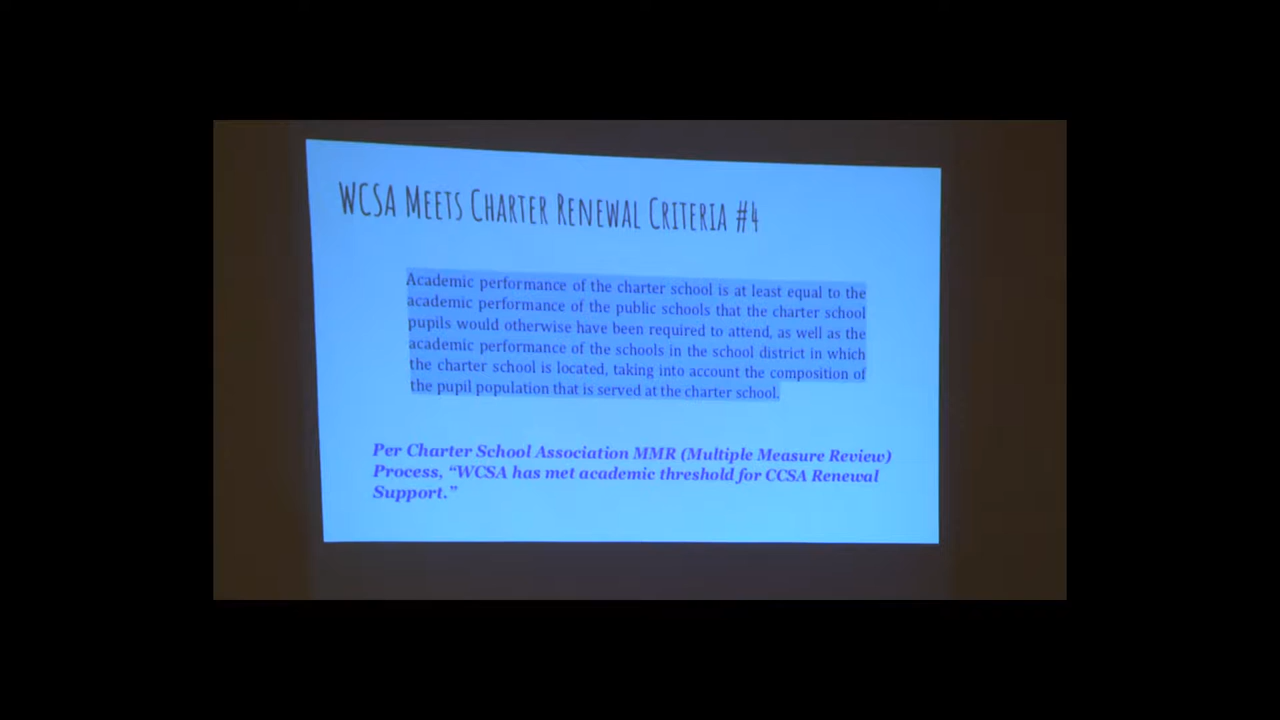 WCSA MEETS CHARTER RENEWAL CRITERIA #4
Academic performance of the charter school is at least equal to the
academic performance of the public schools that the charter school
pupils would otherwise have been required to attend, as well as the
academic performance of the schools in the school district in which
the charter school is located, taking into account the composition of
the pupil population that is served at the charter school.
Per Charter School Association MMR (Multiple Measure Review)
Process, “WCSA has met academic threshold for CCSA Renewal
Support.”